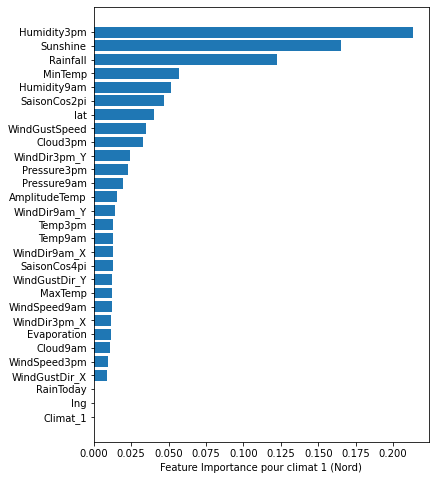 Humidity3pm
Sunshine
Rainfall
MinTemp
Humidity9am
SaisonCos2pi
lat
WindGustSpeed
Cloud3pm
WindDir3pm_Y
Pressure3pm
Pressure9am
AmplitudeTemp
WindDir9am_Y
Temp3pm
Temp9am
WindDir9am_X
SaisonCos4pi
WindGustDir_Y
MaxTemp
WindSpeed9am
WindDir3pm_X
Evaporation
Cloud9am
WindSpeed3pm
WindGustDir_X
RainToday
lng
Climat_1
0.000 0.025 0.050 0.075 0.100 0.125 0.150 0.175 0.200
Feature Importance pour climat 1 (Nord)